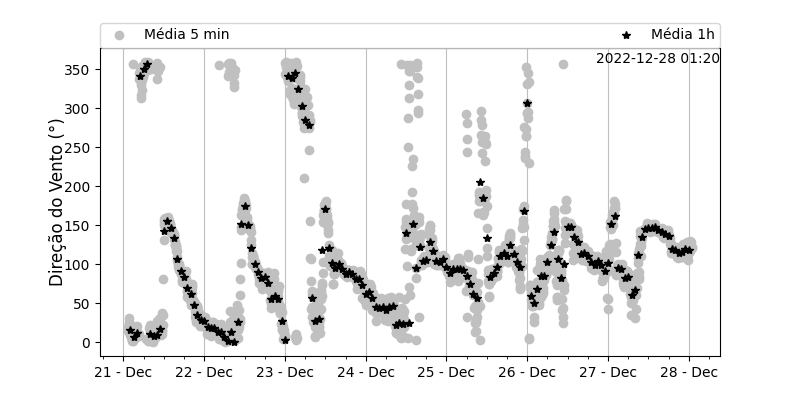 Média 5 min
Média 1h
2022-12-28 01:20
Direção do Vento (°)
350
300
250
200
150
100
50
0
21 - Dec
22 - Dec
23 - Dec
24 - Dec
25 - Dec
26 - Dec
27 - Dec
28 - Dec